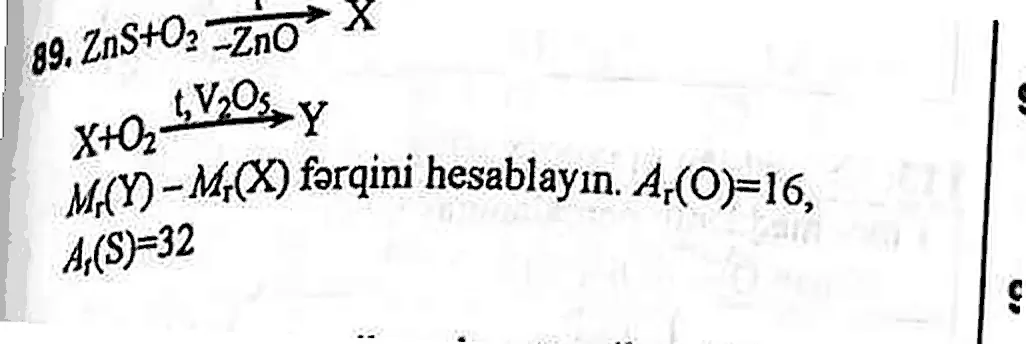 89. ZnS+O₂ –ZnO→ X
X+O₂ t, V₂O₅→ Y
Mᵣ(Y) – Mᵣ(X) fərqini hesablayın. Aᵣ(O)=16,
Aᵣ(S)=32